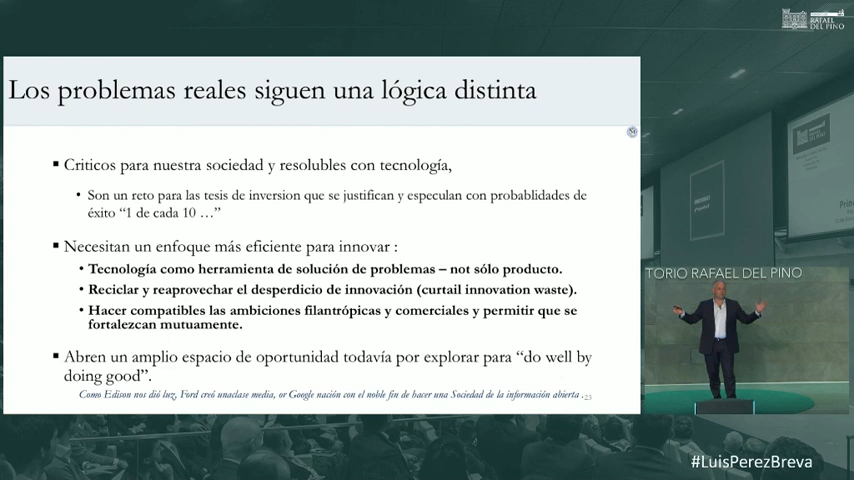 RAFAEL
DEL PINO
Los problemas reales siguen una lógica distinta
Criticos para nuestra sociedad y resolubles con tecnología,
Son un reto para las tesis de inversion que se justifican y especulan con probablidades de
éxito “1 de cada 10 …”
Necesitan un enfoque más eficiente para innovar :
Tecnología como herramienta de solución de problemas – not sólo producto.
Reciclar y reaprovechar el desperdicio de innovación (curtail innovation waste).
Hacer compatibles las ambiciones filantrópicas y comerciales y permitir que se
fortalezcan mutuamente.
Abren un amplio espacio de oportunidad todavía por explorar para “do well by
doing good”.
Como Edison nos dió luz, Ford creó unaclase media, or Google nación con el noble fin de hacer una Sociedad de la información abierta .
23
TORIO RAFAEL DEL PINO
#LuisPerezBreva